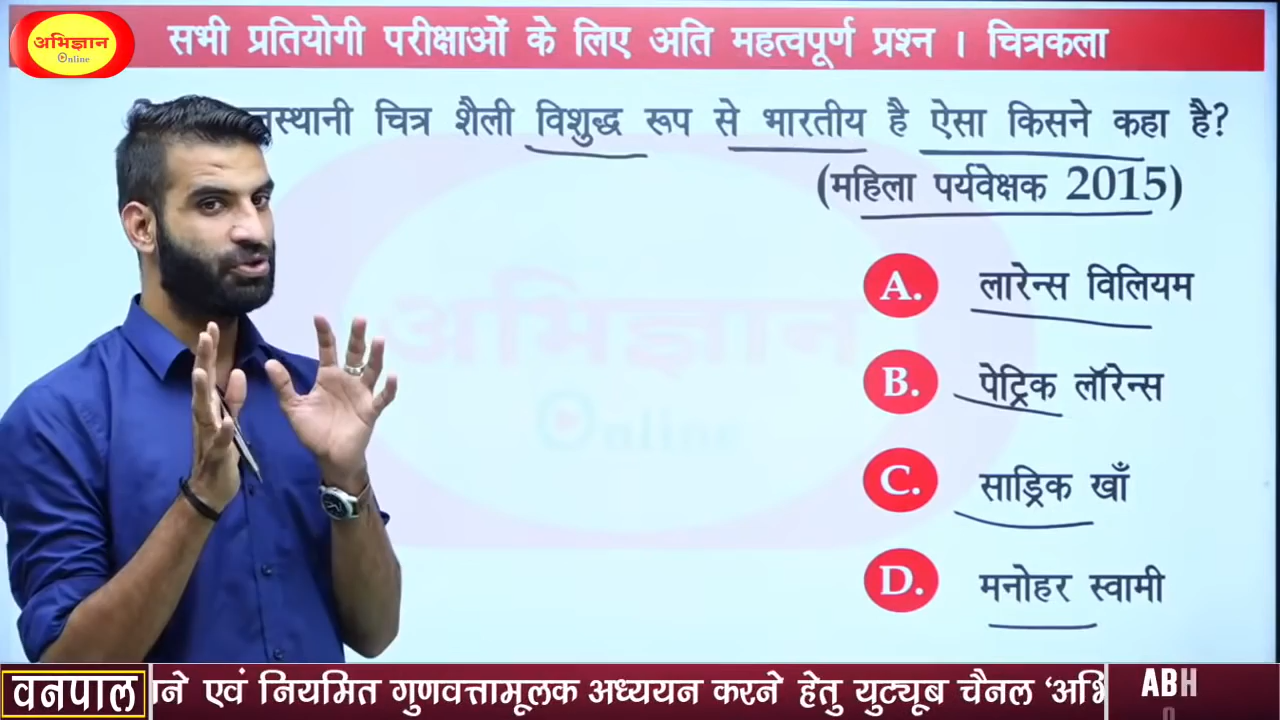 अभिज्ञान
Online
सभी प्रतियोगी परीक्षाओं के लिए अति महत्वपूर्ण प्रश्न । चित्रकला
चित्र शैली विशुद्ध रूप से भारतीय है ऐसा किसने कहा है?
(महिला पर्यवेक्षक 2015)
A. लारेन्स विलियम
B. पेट्रिक लॉरेन्स
C. साड्रिक खाँ
D. मनोहर स्वामी
अभिज्ञान
Online
वनपाल
एवं नियमित गुणवत्तामूलक अध्ययन करने हेतु युट्यूब चैनल
ABH